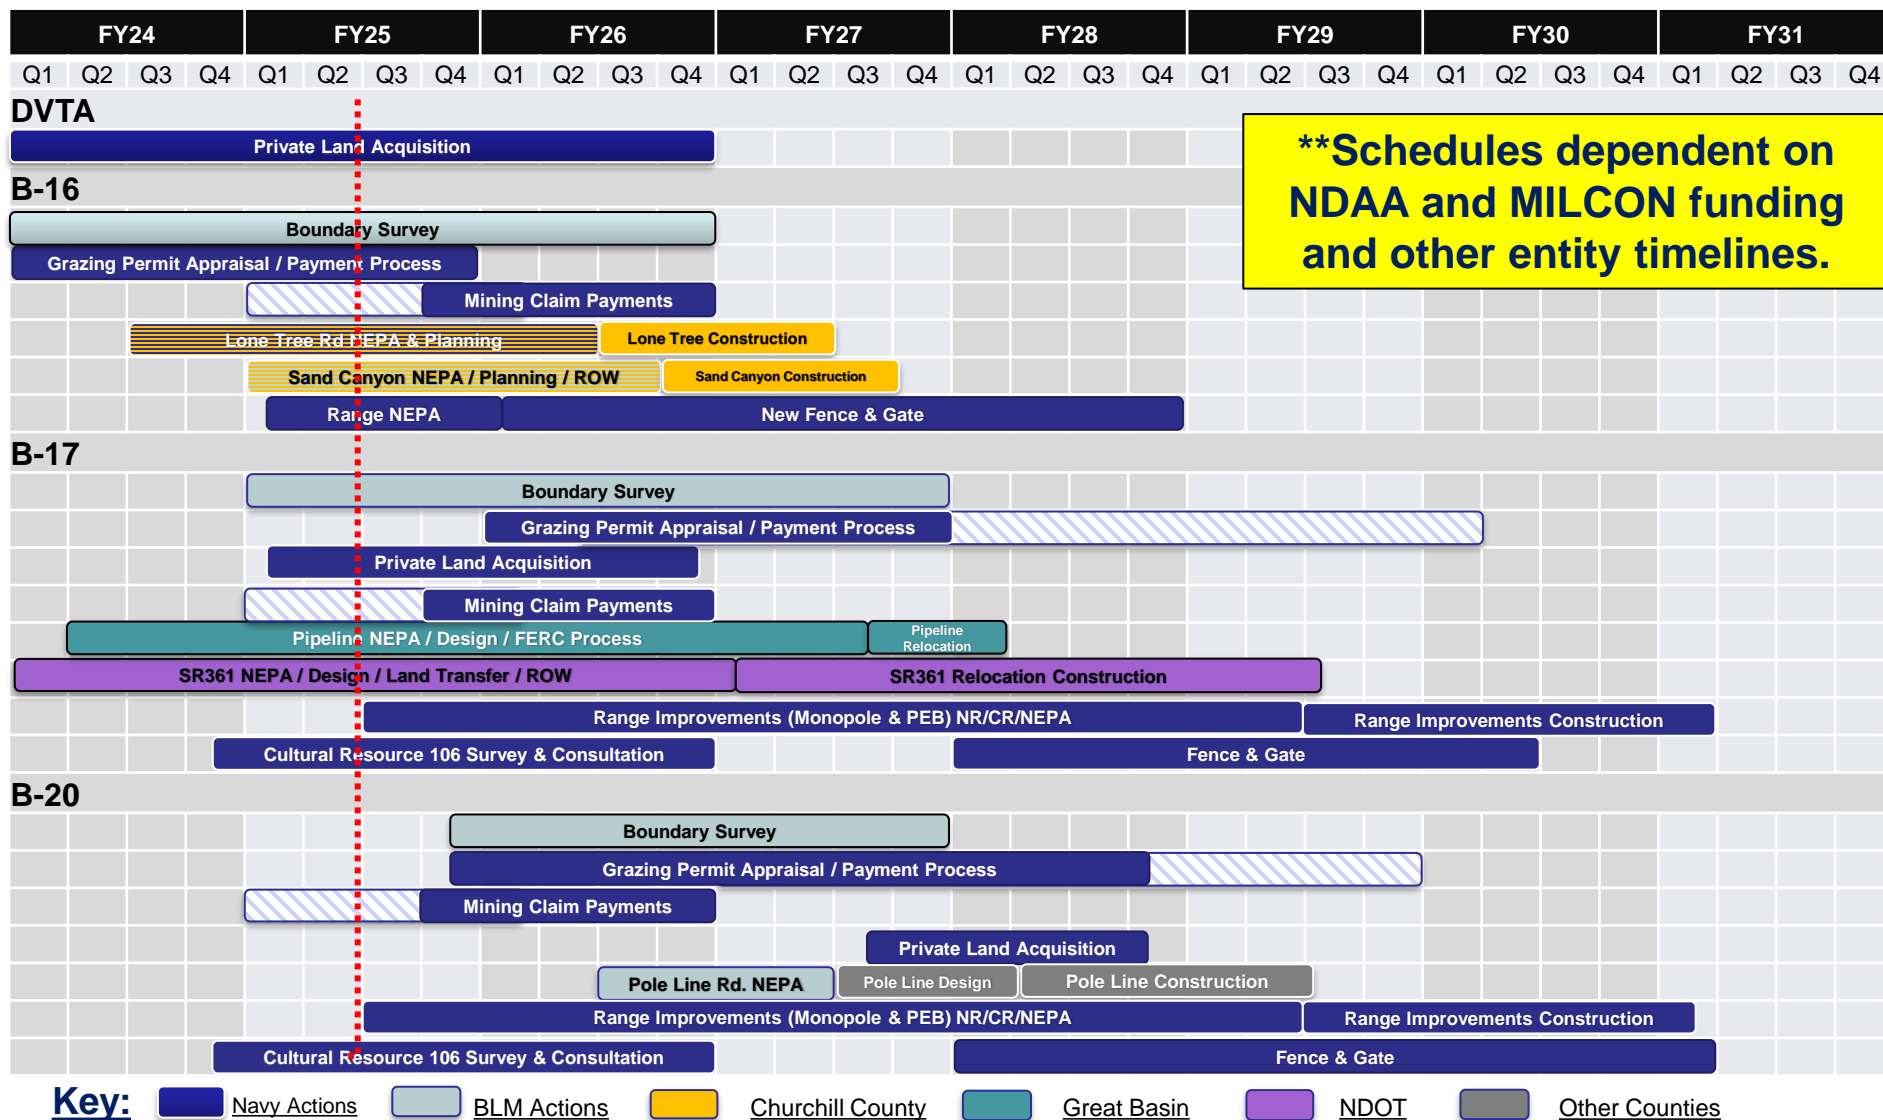 FY24 FY25 FY26 FY27 FY28 FY29 FY30 FY31
Q1 Q2 Q3 Q4 Q1 Q2 Q3 Q4 Q1 Q2 Q3 Q4 Q1 Q2 Q3 Q4 Q1 Q2 Q3 Q4 Q1 Q2 Q3 Q4 Q1 Q2 Q3 Q4 Q1 Q2 Q3 Q4
DVTA
Private Land Acquisition
**Schedules dependent on
NDAA and MILCON funding
and other entity timelines.
B-16
Boundary Survey
Grazing Permit Appraisal / Payment Process
Mining Claim Payments
Lone Tree Rd NEPA & Planning Lone Tree Construction
Sand Canyon NEPA / Planning / ROW Sand Canyon Construction
Range NEPA New Fence & Gate
B-17
Boundary Survey
Grazing Permit Appraisal / Payment Process
Private Land Acquisition
Mining Claim Payments
Pipeline NEPA / Design / FERC Process Pipeline
Relocation
SR361 NEPA / Design / Land Transfer / ROW SR361 Relocation Construction
Range Improvements (Monopole & PEB) NR/CR/NEPA Range Improvements Construction
Cultural Resource 106 Survey & Consultation Fence & Gate
B-20
Boundary Survey
Grazing Permit Appraisal / Payment Process
Mining Claim Payments
Private Land Acquisition
Pole Line Rd. NEPA Pole Line Design Pole Line Construction
Range Improvements (Monopole & PEB) NR/CR/NEPA Range Improvements Construction
Cultural Resource 106 Survey & Consultation Fence & Gate
Key: Navy Actions BLM Actions Churchill County Great Basin NDOT Other Counties